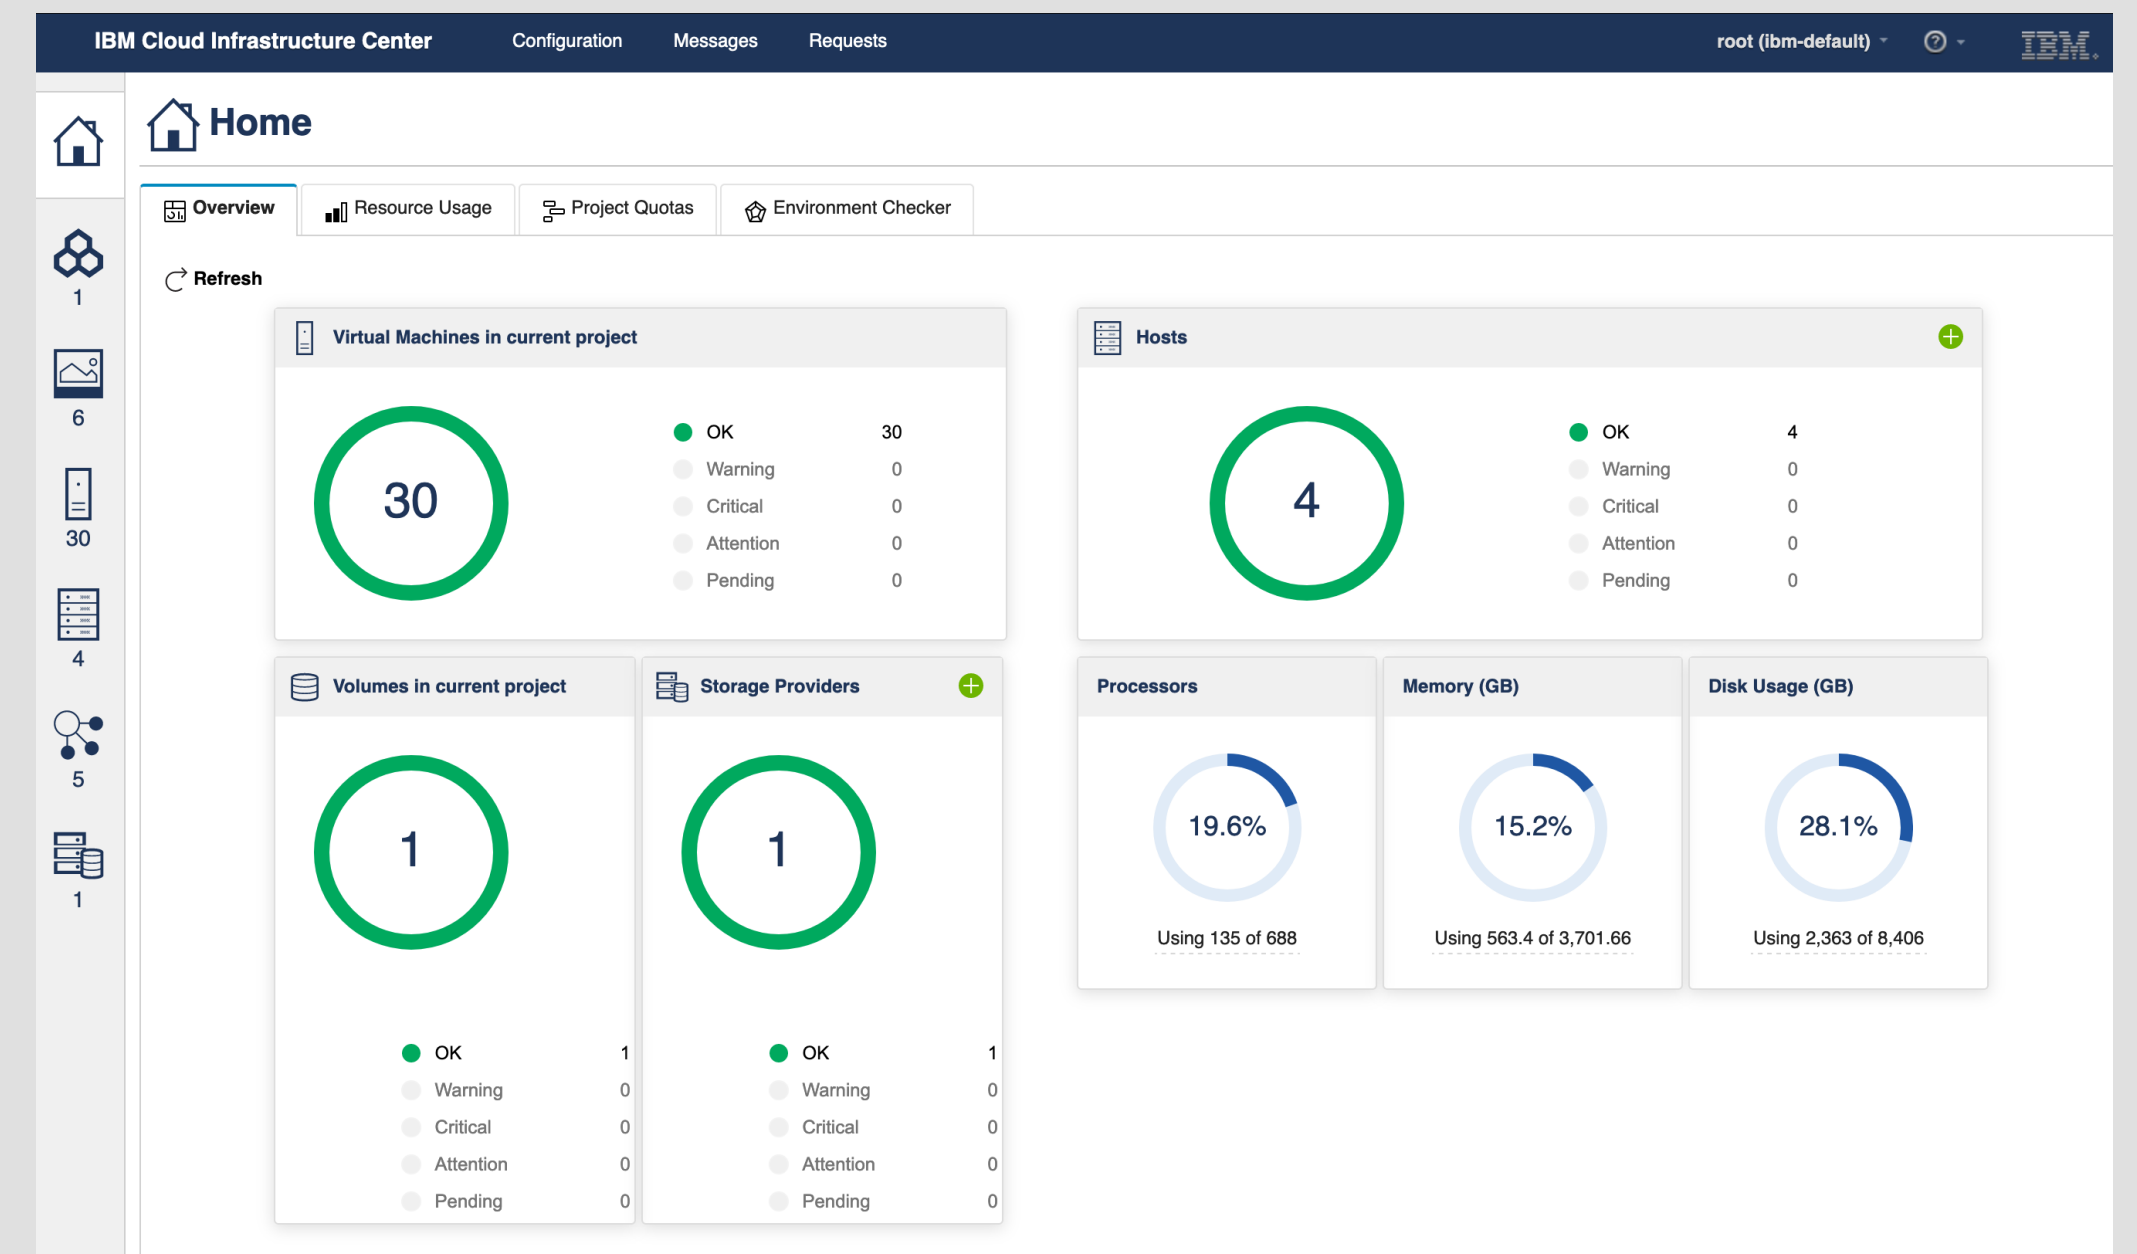 IBM Cloud Infrastructure Center Configuration Messages Requests root (ibm-default) IBM
Home
Overview Resource Usage Project Quotas Environment Checker
Refresh
1
6
30
4
5
1
Virtual Machines in current project
30
OK 30
Warning 0
Critical 0
Attention 0
Pending 0
Hosts
4
OK 4
Warning 0
Critical 0
Attention 0
Pending 0
Volumes in current project
1
OK 1
Warning 0
Critical 0
Attention 0
Pending 0
Storage Providers
1
OK 1
Warning 0
Critical 0
Attention 0
Pending 0
Processors
19.6%
Using 135 of 688
Memory (GB)
15.2%
Using 563.4 of 3,701.66
Disk Usage (GB)
28.1%
Using 2,363 of 8,406